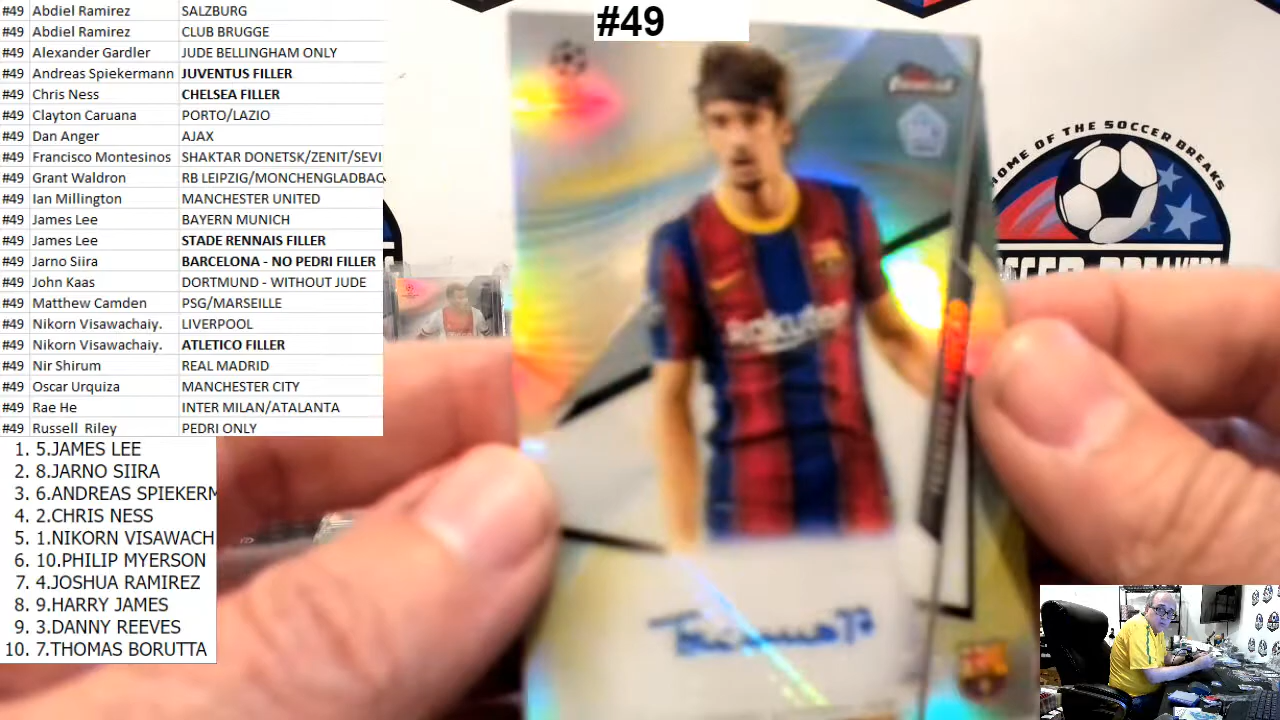 #49 Abdiel Ramirez SALZBURG
#49 Abdiel Ramirez CLUB BRUGGE
#49 Alexander Gardler JUDE BELLINGHAM ONLY
#49 Andreas Spiekermann JUVENTUS FILLER
#49 Chris Ness CHELSEA FILLER
#49 Clayton Caruana PORTO/LAZIO
#49 Dan Anger AJAX
#49 Francisco Montesinos SHAKTAR DONETSK/ZENIT/SEVI
#49 Grant Waldron RB LEIPZIG/MONCHENGLADBAC
#49 Ian Millington MANCHESTER UNITED
#49 James Lee BAYERN MUNICH
#49 James Lee STADE RENNAIS FILLER
#49 Jarno Siira BARCELONA - NO PEDRI FILLER
#49 John Kaas DORTMUND - WITHOUT JUDE
#49 Matthew Camden PSG/MARSEILLE
#49 Nikorn Visawachaiy. LIVERPOOL
#49 Nikorn Visawachaiy. ATLETICO FILLER
#49 Nir Shirum REAL MADRID
#49 Oscar Urquiza MANCHESTER CITY
#49 Rae He INTER MILAN/ATALANTA
#49 Russell Riley PEDRI ONLY
1. 5.JAMES LEE
2. 8.JARNO SIIRA
3. 6.ANDREAS SPIEKERM
4. 2.CHRIS NESS
5. 1.NIKORN VISAWACH
6. 10.PHILIP MYERSON
7. 4.JOSHUA RAMIREZ
8. 9.HARRY JAMES
9. 3.DANNY REEVES
10. 7.THOMAS BORUTTA
#49
Rakuten
HOME OF THE SOCCER BREAKS
SOCCER BREAKERS